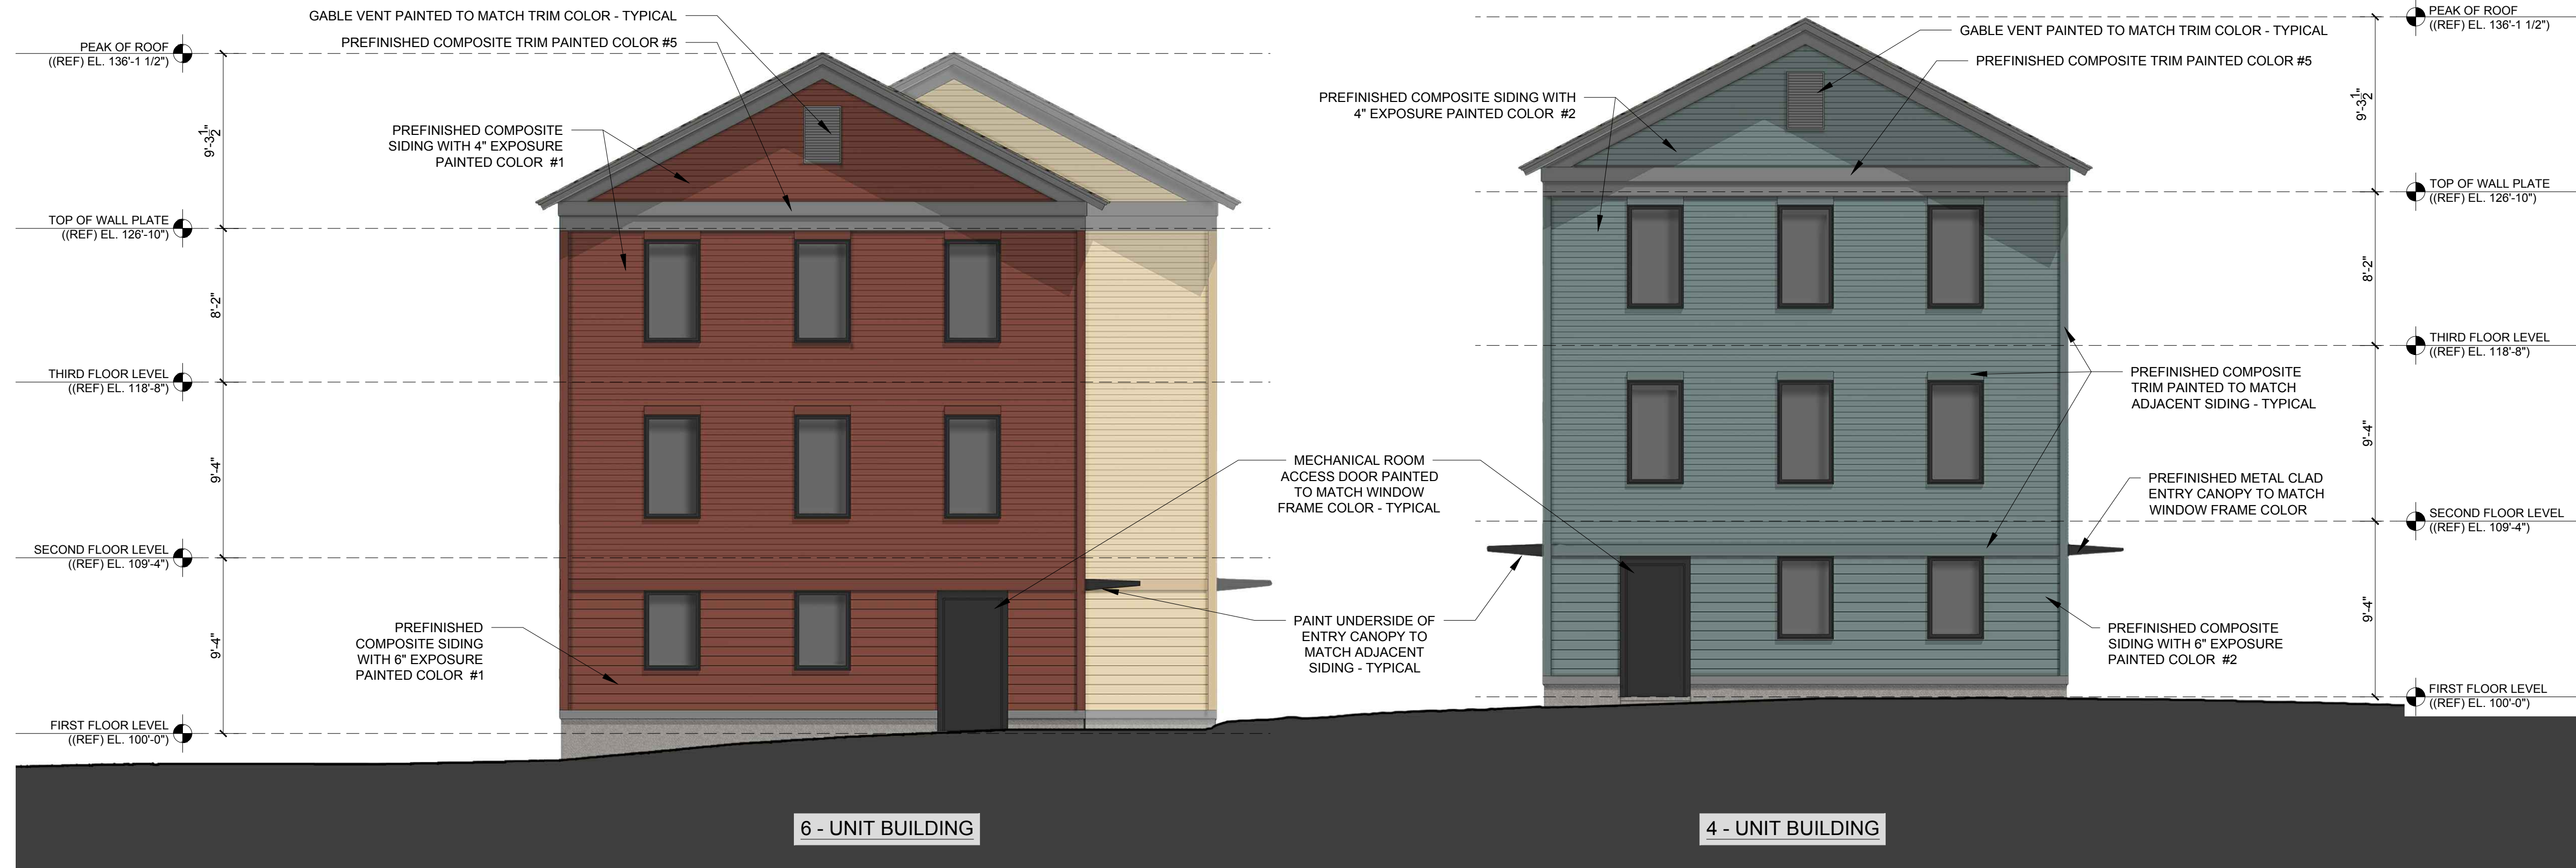 GABLE VENT PAINTED TO MATCH TRIM COLOR - TYPICAL
PREFINISHED COMPOSITE TRIM PAINTED COLOR #5
PEAK OF ROOF
((REF) EL. 136'-1 1/2")
PREFINISHED COMPOSITE
SIDING WITH 4" EXPOSURE
PAINTED COLOR #1
9'-3 1/2"
TOP OF WALL PLATE
((REF) EL. 126'-10")
8'-2"
THIRD FLOOR LEVEL
((REF) EL. 118'-8")
9'-4"
SECOND FLOOR LEVEL
((REF) EL. 109'-4")
9'-4"
PREFINISHED
COMPOSITE SIDING
WITH 6" EXPOSURE
PAINTED COLOR #1
FIRST FLOOR LEVEL
((REF) EL. 100'-0")
MECHANICAL ROOM
ACCESS DOOR PAINTED
TO MATCH WINDOW
FRAME COLOR - TYPICAL
PAINT UNDERSIDE OF
ENTRY CANOPY TO
MATCH ADJACENT
SIDING - TYPICAL
PREFINISHED COMPOSITE SIDING WITH
4" EXPOSURE PAINTED COLOR #2
GABLE VENT PAINTED TO MATCH TRIM COLOR - TYPICAL
PREFINISHED COMPOSITE TRIM PAINTED COLOR #5
PREFINISHED COMPOSITE
TRIM PAINTED TO MATCH
ADJACENT SIDING - TYPICAL
PREFINISHED METAL CLAD
ENTRY CANOPY TO MATCH
WINDOW FRAME COLOR
PREFINISHED COMPOSITE
SIDING WITH 6" EXPOSURE
PAINTED COLOR #2
PEAK OF ROOF
((REF) EL. 136'-1 1/2")
9'-3 1/2"
TOP OF WALL PLATE
((REF) EL. 126'-10")
8'-2"
THIRD FLOOR LEVEL
((REF) EL. 118'-8")
9'-4"
SECOND FLOOR LEVEL
((REF) EL. 109'-4")
9'-4"
FIRST FLOOR LEVEL
((REF) EL. 100'-0")
6 - UNIT BUILDING
4 - UNIT BUILDING